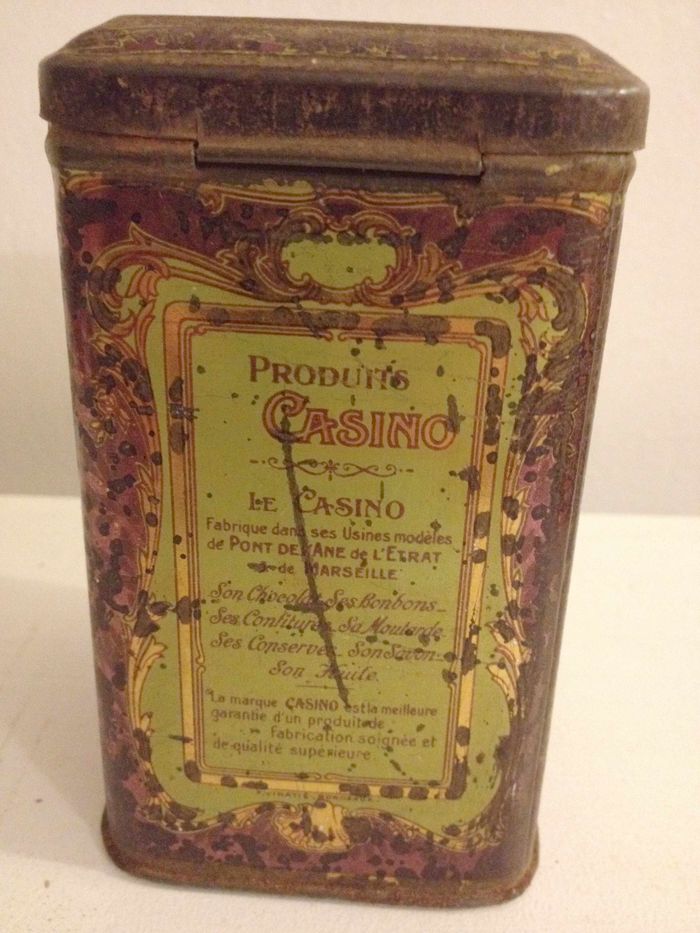 PRODUITS
CASINO
LE CASINO
Fabrique dans ses Usines modèles
de PONT DE L'ANE de L'ETRAT
& de MARSEILLE
Son Chocolat Ses Bonbons
Ses Confitures Sa Moutarde
Ses Conserves Son Savon
Son Huile.
La marque CASINO est la meilleure
garantie d'un produit de
fabrication soignée et
de qualité supérieure